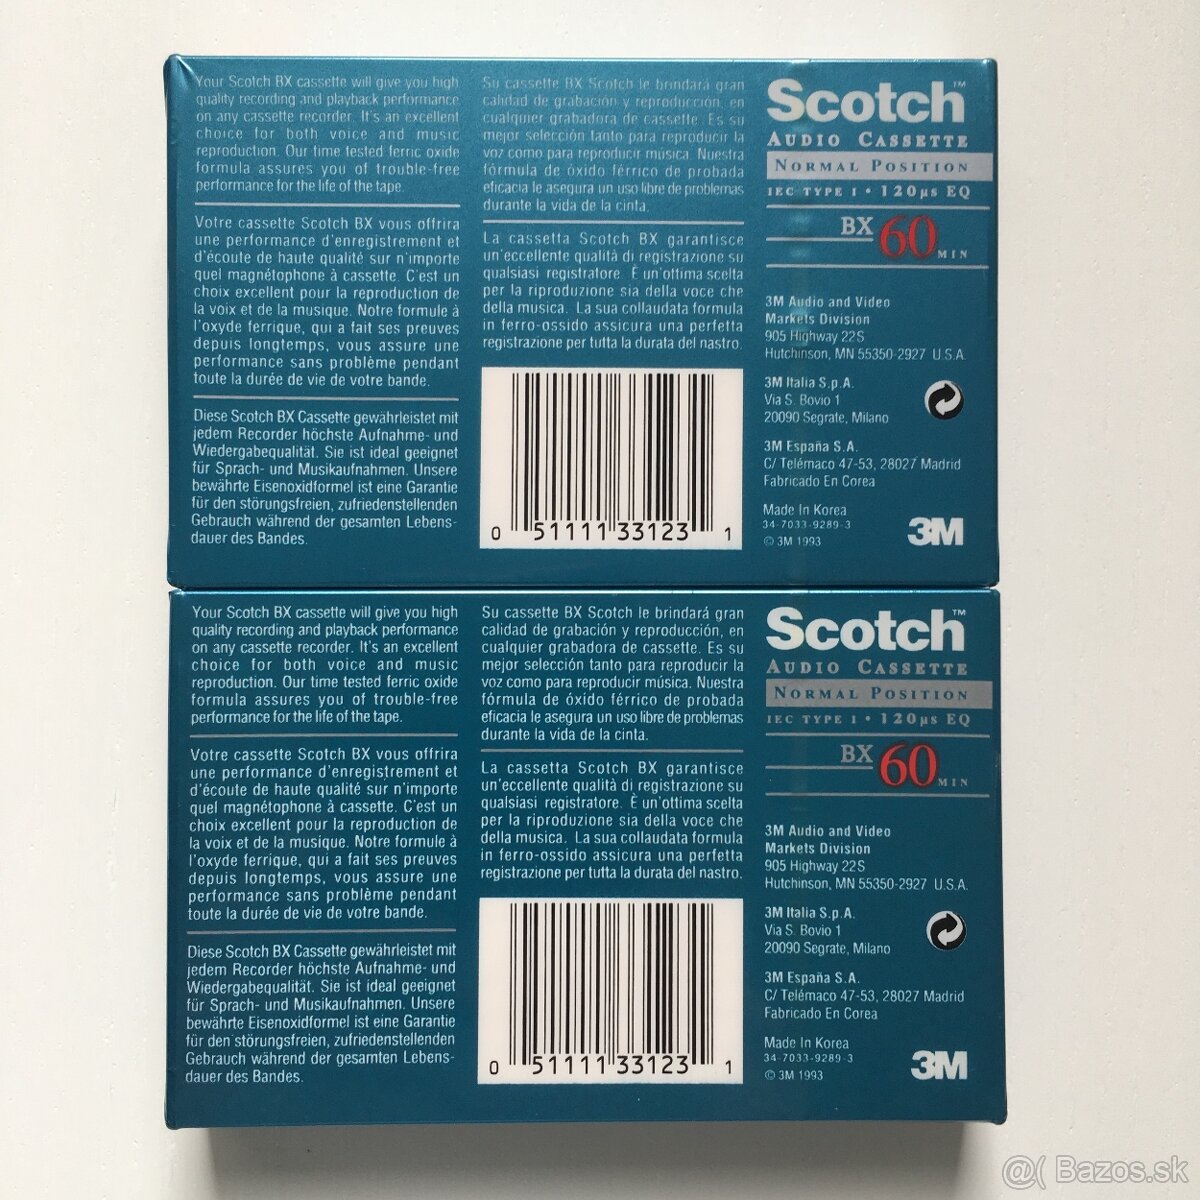 Your Scotch BX cassette will give you high
quality recording and playback performance
on any cassette recorder. It's an excellent
choice for both voice and music
reproduction. Our time tested ferric oxide
formula assures you of trouble-free
performance for the life of the tape.
Votre cassette Scotch BX vous offrira
une performance d'enregistrement et
d'écoute de haute qualité sur n'importe
quel magnétophone à cassette. C'est un
choix excellent pour la reproduction de
la voix et de la musique. Notre formule à
l'oxyde ferrique, qui a fait ses preuves
depuis longtemps, vous assure une
performance sans problème pendant
toute la durée de vie de votre bande.
Diese Scotch BX Cassette gewährleistet mit
jedem Recorder höchste Aufnahme- und
Wiedergabequalität. Sie ist ideal geeignet
für Sprach- und Musikaufnahmen. Unsere
bewährte Eisenoxidformel ist eine Garantie
für den störungsfreien, zufriedenstellenden
Gebrauch während der gesamten Lebens-
dauer des Bandes.
Su cassette BX Scotch le brindará gran
calidad de grabación y reproducción, en
cualquier grabadora de cassette. Es su
mejor selección tanto para reproducir la
voz como para reproducir música. Nuestra
fórmula de óxido férrico de probada
eficacia le asegura un uso libre de problemas
durante la vida de la cinta.
La cassetta Scotch BX garantisce
un'eccellente qualità di registrazione su
qualsiasi registratore. È un'ottima scelta
per la riproduzione sia della voce che
della musica. La sua collaudata formula
in ferro-ossido assicura una perfetta
registrazione per tutta la durata del nastro.
0 51111 33123 1
Scotch™
AUDIO CASSETTE
NORMAL POSITION
IEC TYPE I • 120µs EQ
BX 60 MIN
3M Audio and Video
Markets Division
905 Highway 22S
Hutchinson, MN 55350-2927 U.S.A.
3M Italia S.p.A.
Via S. Bovio 1
20090 Segrate, Milano
3M España S.A.
C/ Telémaco 47-53, 28027 Madrid
Fabricado En Corea
Made In Korea
34-7033-9289-3
© 3M 1993
3M
Your Scotch BX cassette will give you high
quality recording and playback performance
on any cassette recorder. It's an excellent
choice for both voice and music
reproduction. Our time tested ferric oxide
formula assures you of trouble-free
performance for the life of the tape.
Votre cassette Scotch BX vous offrira
une performance d'enregistrement et
d'écoute de haute qualité sur n'importe
quel magnétophone à cassette. C'est un
choix excellent pour la reproduction de
la voix et de la musique. Notre formule à
l'oxyde ferrique, qui a fait ses preuves
depuis longtemps, vous assure une
performance sans problème pendant
toute la durée de vie de votre bande.
Diese Scotch BX Cassette gewährleistet mit
jedem Recorder höchste Aufnahme- und
Wiedergabequalität. Sie ist ideal geeignet
für Sprach- und Musikaufnahmen. Unsere
bewährte Eisenoxidformel ist eine Garantie
für den störungsfreien, zufriedenstellenden
Gebrauch während der gesamten Lebens-
dauer des Bandes.
Su cassette BX Scotch le brindará gran
calidad de grabación y reproducción, en
cualquier grabadora de cassette. Es su
mejor selección tanto para reproducir la
voz como para reproducir música. Nuestra
fórmula de óxido férrico de probada
eficacia le asegura un uso libre de problemas
durante la vida de la cinta.
La cassetta Scotch BX garantisce
un'eccellente qualità di registrazione su
qualsiasi registratore. È un'ottima scelta
per la riproduzione sia della voce che
della musica. La sua collaudata formula
in ferro-ossido assicura una perfetta
registrazione per tutta la durata del nastro.
0 51111 33123 1
Scotch™
AUDIO CASSETTE
NORMAL POSITION
IEC TYPE I • 120µs EQ
BX 60 MIN
3M Audio and Video
Markets Division
905 Highway 22S
Hutchinson, MN 55350-2927 U.S.A.
3M Italia S.p.A.
Via S. Bovio 1
20090 Segrate, Milano
3M España S.A.
C/ Telémaco 47-53, 28027 Madrid
Fabricado En Corea
Made In Korea
34-7033-9289-3
© 3M 1993
3M
@( Bazos.sk